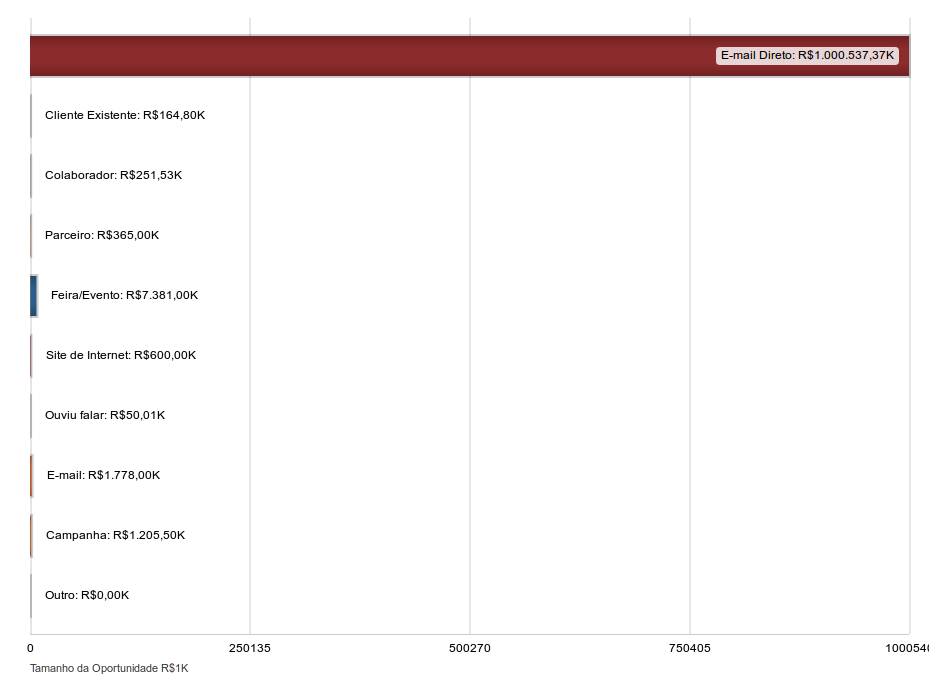 E-mail Direto: R$1.000.537,37K
Cliente Existente: R$164,80K
Colaborador: R$251,53K
Parceiro: R$365,00K
Feira/Evento: R$7.381,00K
Site de Internet: R$600,00K
Ouviu falar: R$50,01K
E-mail: R$1.778,00K
Campanha: R$1.205,50K
Outro: R$0,00K
0 250135 500270 750405 1000540
Tamanho da Oportunidade R$1K